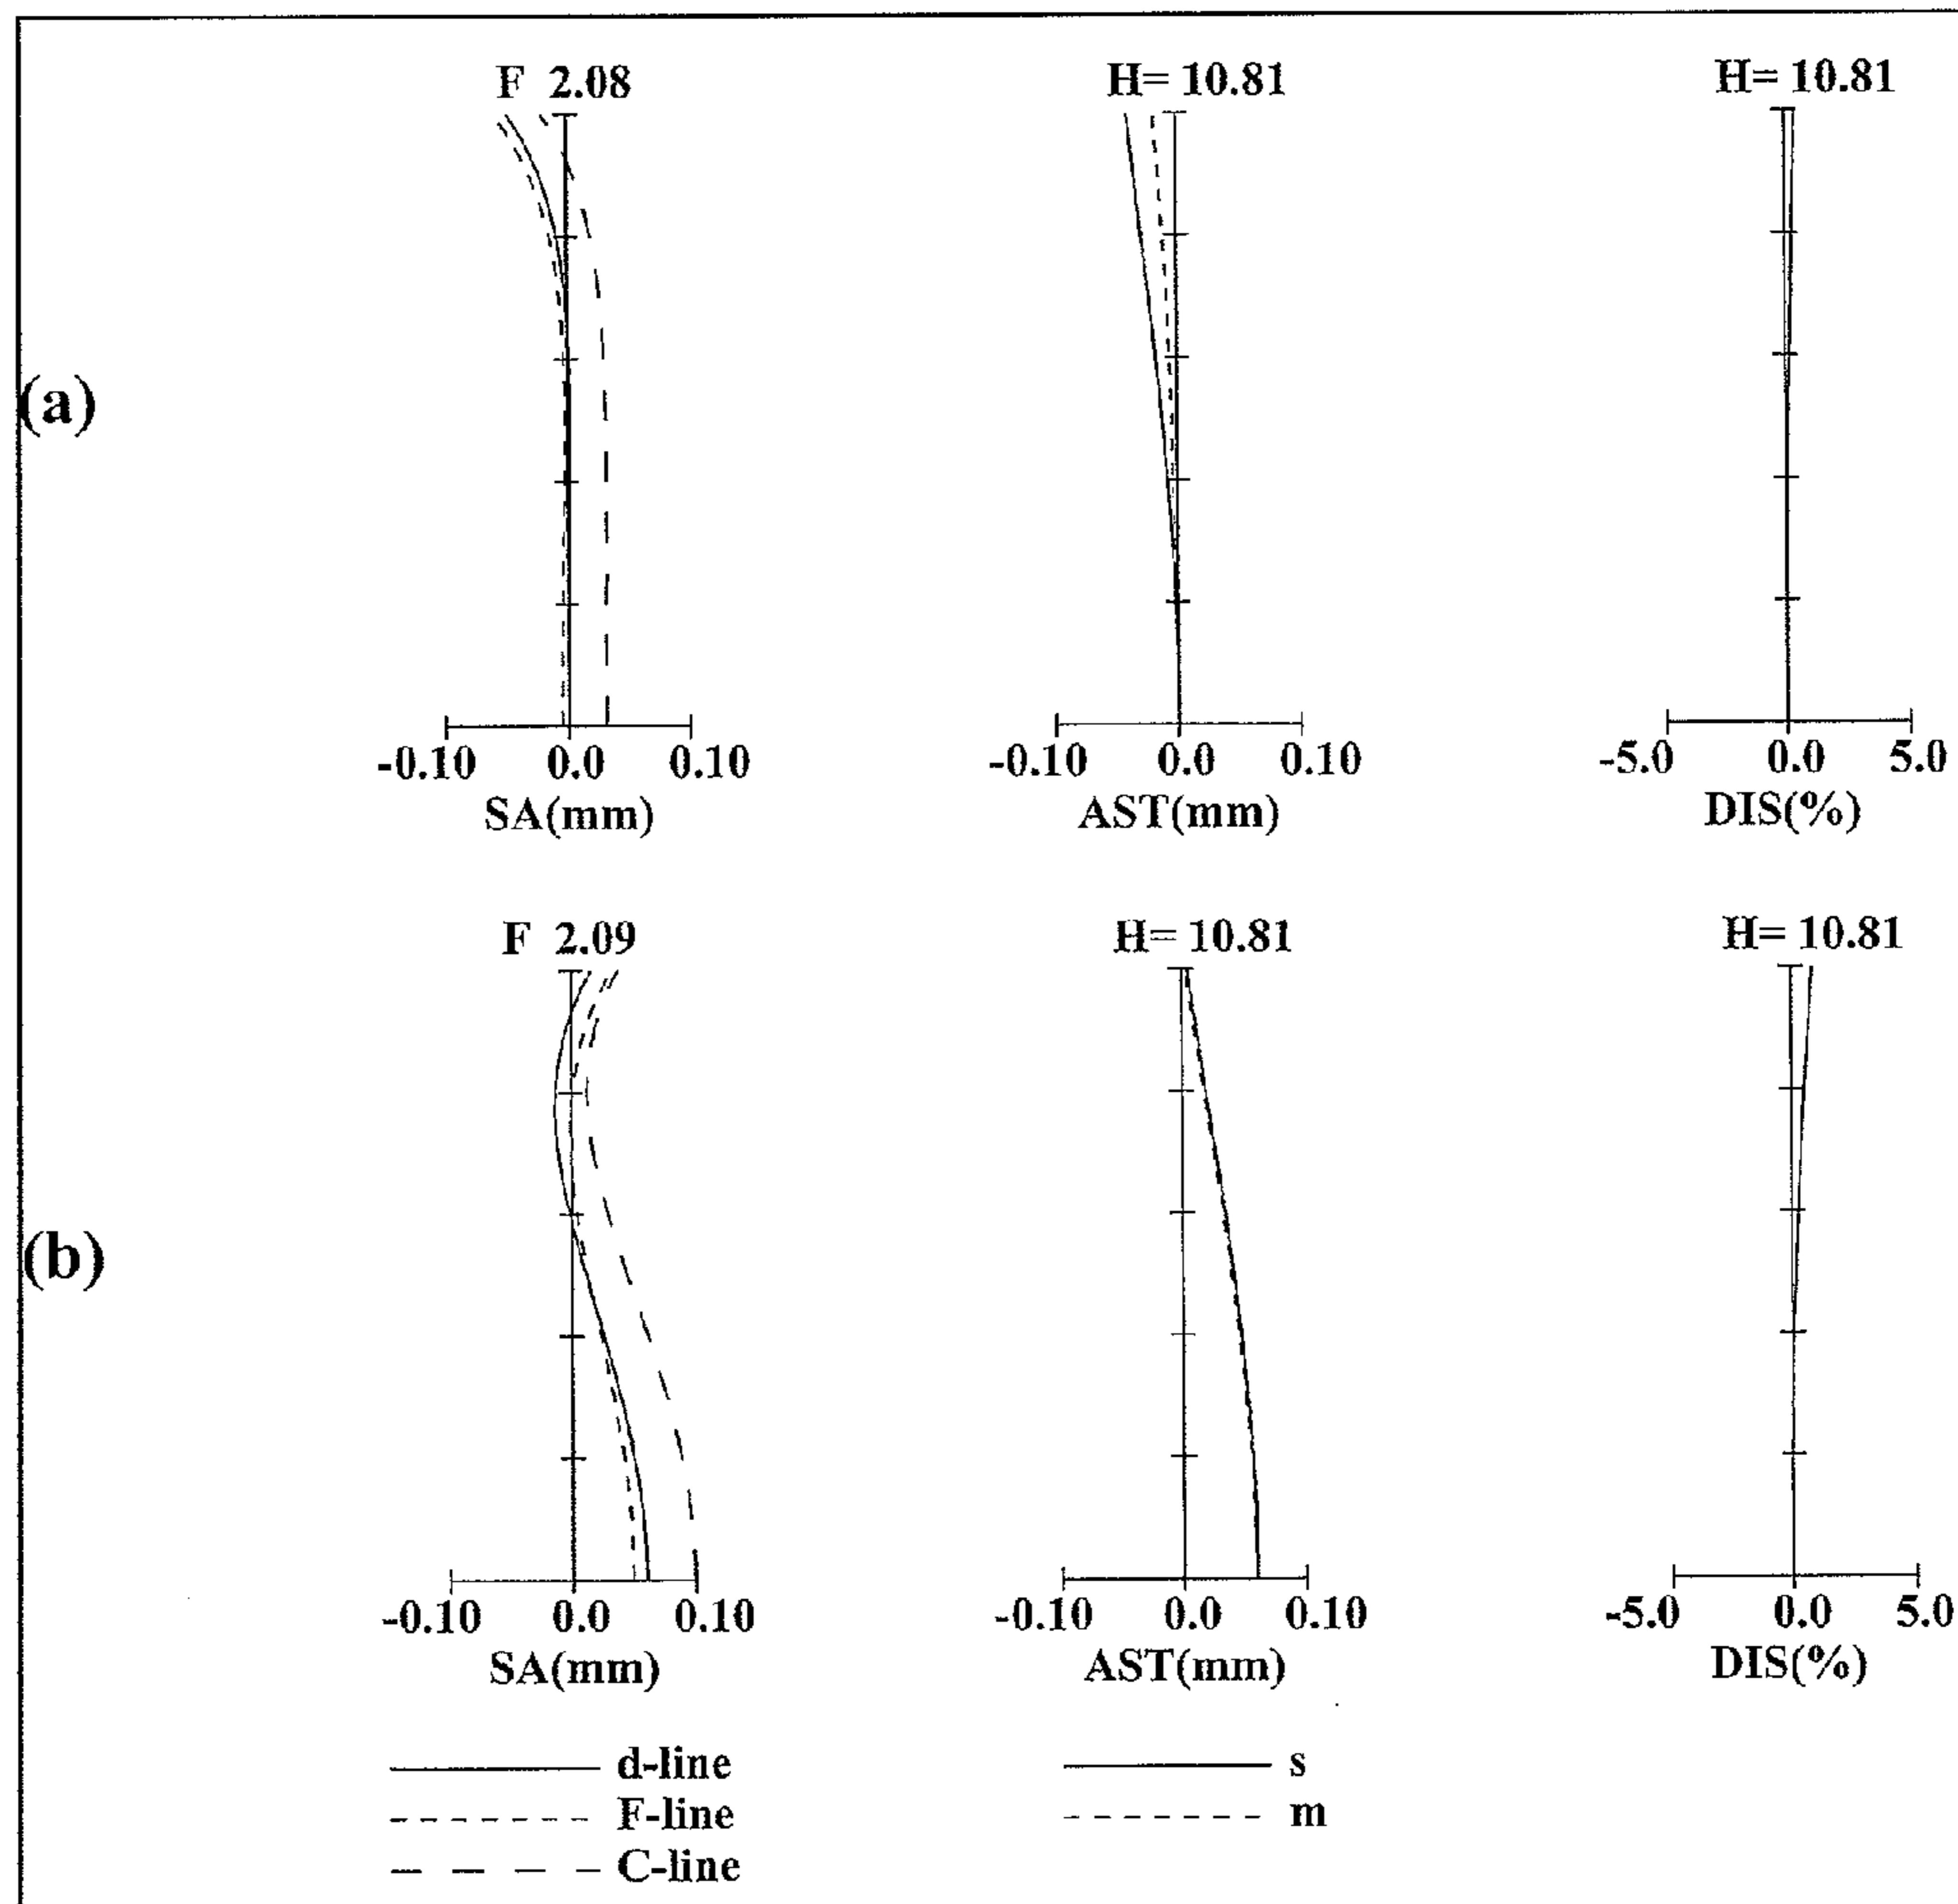 F 2.08
H= 10.81
H= 10.81
(a)
-0.10 0.0 0.10
SA(mm)
-0.10 0.0 0.10
AST(mm)
-5.0 0.0 5.0
DIS(%)
F 2.09
H= 10.81
H= 10.81
(b)
-0.10 0.0 0.10
SA(mm)
-0.10 0.0 0.10
AST(mm)
-5.0 0.0 5.0
DIS(%)
d-line
F-line
C-line
s
m